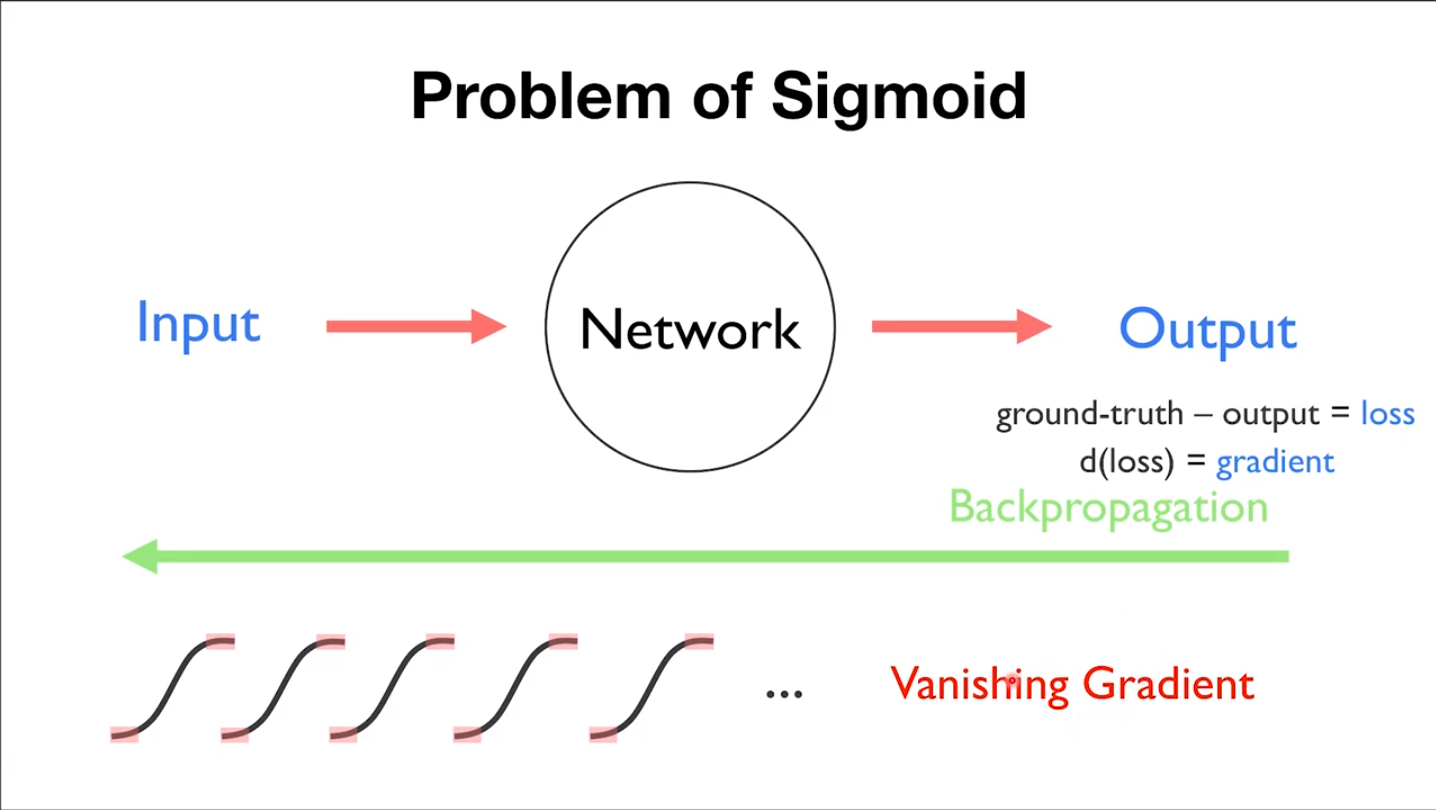 Problem of Sigmoid
Input
Network
Output
ground-truth – output = loss
d(loss) = gradient
Backpropagation
...
Vanishing Gradient